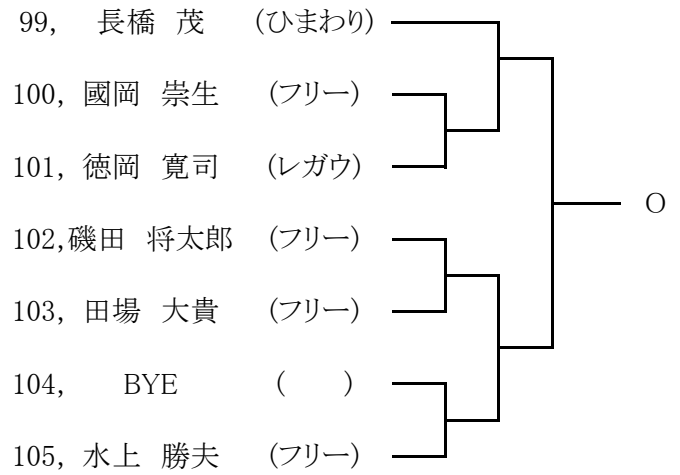 99, 長橋 茂 (ひまわり)
100, 國岡 崇生 (フリー)
101, 徳岡 寛司 (レガウ)
O
102,磯田 将太郎 (フリー)
103, 田場 大貴 (フリー)
104, BYE ( )
105, 水上 勝夫 (フリー)